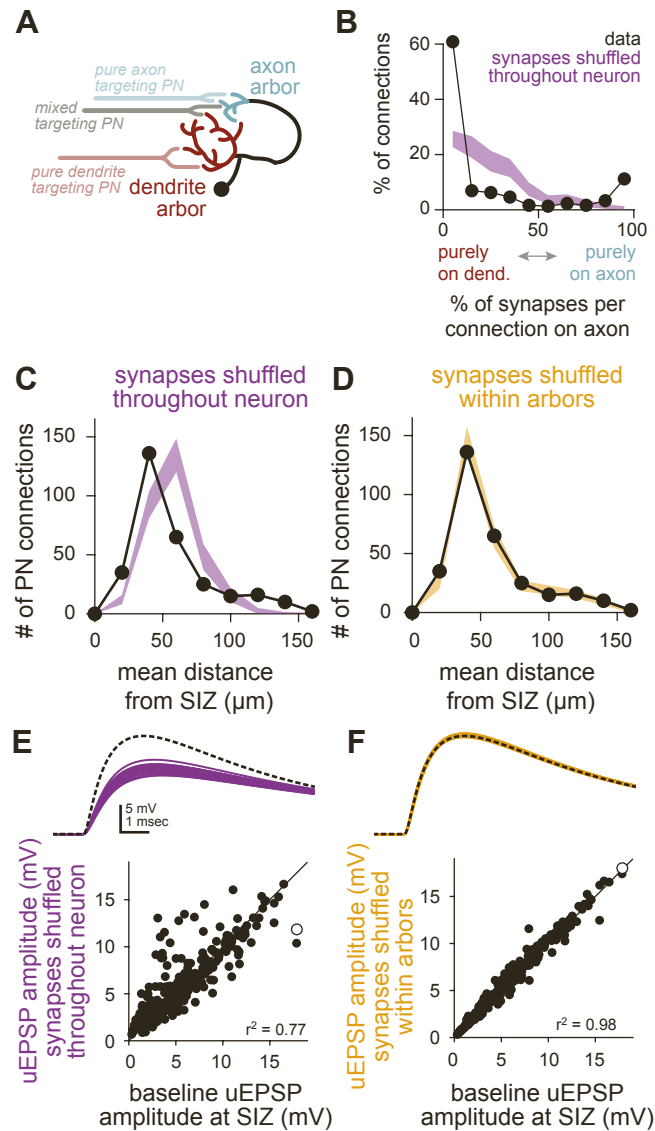 A
pure axon
targeting PN
axon
arbor
mixed
targeting PN
pure dendrite
targeting PN
dendrite
arbor
B
data
synapses shuffled
throughout neuron
% of connections
60
40
20
0
0
50
100
purely
on dend.
purely
on axon
% of synapses per
connection on axon
C
synapses shuffled
throughout neuron
# of PN connections
150
100
50
0
0
50
100
150
mean distance
from SIZ (µm)
D
synapses shuffled
within arbors
# of PN connections
150
100
50
0
0
50
100
150
mean distance
from SIZ (µm)
E
5 mV
1 msec
uEPSP amplitude (mV)
synapses shuffled
throughout neuron
15
10
5
0
5
10
15
r² = 0.77
baseline uEPSP
amplitude at SIZ (mV)
F
uEPSP amplitude (mV)
synapses shuffled
within arbors
15
10
5
0
5
10
15
r² = 0.98
baseline uEPSP
amplitude at SIZ (mV)